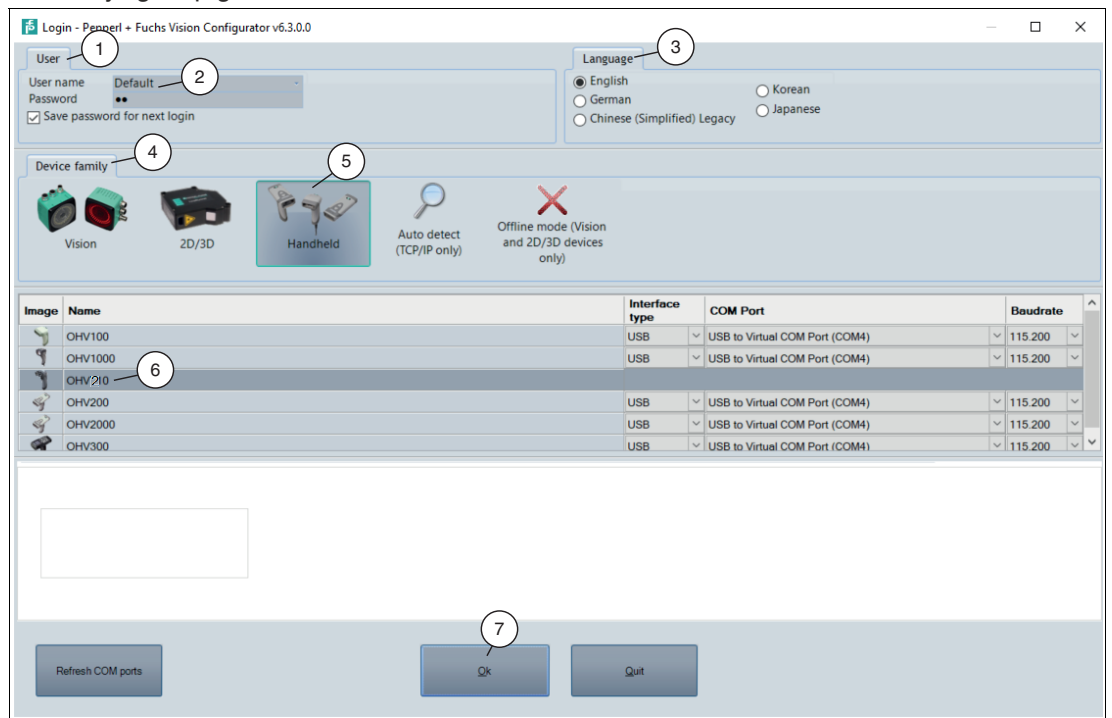 Login - Pepperl + Fuchs Vision Configurator v6.3.0.0
1
User
3
Language
User name Default
2
Password ••
Save password for next login
English
German
Chinese (Simplified) Legacy
Korean
Japanese
4
Device family
5
Vision
2D/3D
Handheld
Auto detect
(TCP/IP only)
Offline mode (Vision
and 2D/3D devices
only)
Image Name Interface type COM Port Baudrate
OHV100 USB USB to Virtual COM Port (COM4) 115.200
OHV1000 USB USB to Virtual COM Port (COM4) 115.200
OHV210
6
OHV200 USB USB to Virtual COM Port (COM4) 115.200
OHV2000 USB USB to Virtual COM Port (COM4) 115.200
OHV300 USB USB to Virtual COM Port (COM4) 115.200
7
Refresh COM ports
Ok
Quit